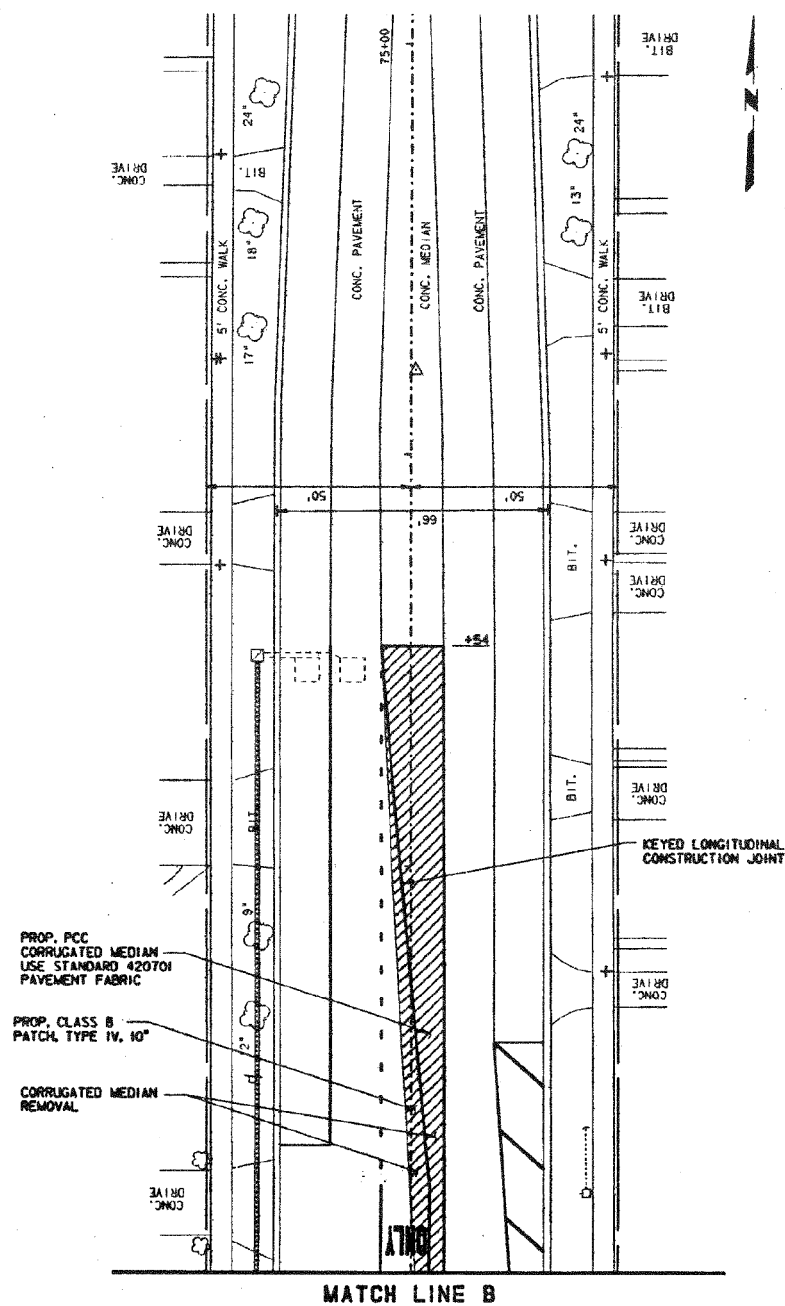 75+00
BIT.
DRIVE
24"
24"
CONC.
DRIVE
BIT.
13"
18"
CONC. PAVEMENT
CONC. MEDIAN
CONC. PAVEMENT
5' CONC. WALK
5' CONC. WALK
BIT.
DRIVE
17"
50'
50'
66'
CONC.
DRIVE
CONC.
DRIVE
BIT.
CONC.
DRIVE
+54
BIT.
CONC.
DRIVE
CONC.
DRIVE
BIT.
KEYED LONGITUDINAL
CONSTRUCTION JOINT
9"
PROP. PCC
CORRUGATED MEDIAN
USE STANDARD 420701
PAVEMENT FABRIC
CONC.
DRIVE
PROP. CLASS B
PATCH, TYPE IV, 10"
12"
CORRUGATED MEDIAN
REMOVAL
CONC.
DRIVE
ONLY
MATCH LINE B
N